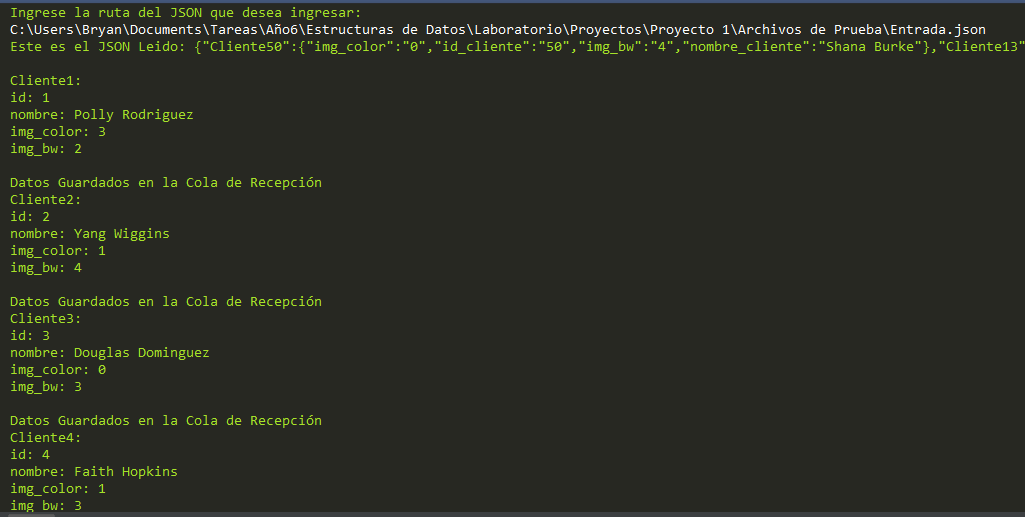 Ingrese la ruta del JSON que desea ingresar:
C:\Users\Bryan\Documents\Tareas\Año6\Estructuras de Datos\Laboratorio\Proyectos\Proyecto 1\Archivos de Prueba\Entrada.json
Este es el JSON Leido: {"Cliente50":{"img_color":"0","id_cliente":"50","img_bw":"4","nombre_cliente":"Shana Burke"},"Cliente13"
Cliente1:
id: 1
nombre: Polly Rodriguez
img_color: 3
img_bw: 2
Datos Guardados en la Cola de Recepción
Cliente2:
id: 2
nombre: Yang Wiggins
img_color: 1
img_bw: 4
Datos Guardados en la Cola de Recepción
Cliente3:
id: 3
nombre: Douglas Dominguez
img_color: 0
img_bw: 3
Datos Guardados en la Cola de Recepción
Cliente4:
id: 4
nombre: Faith Hopkins
img_color: 1
img_bw: 3